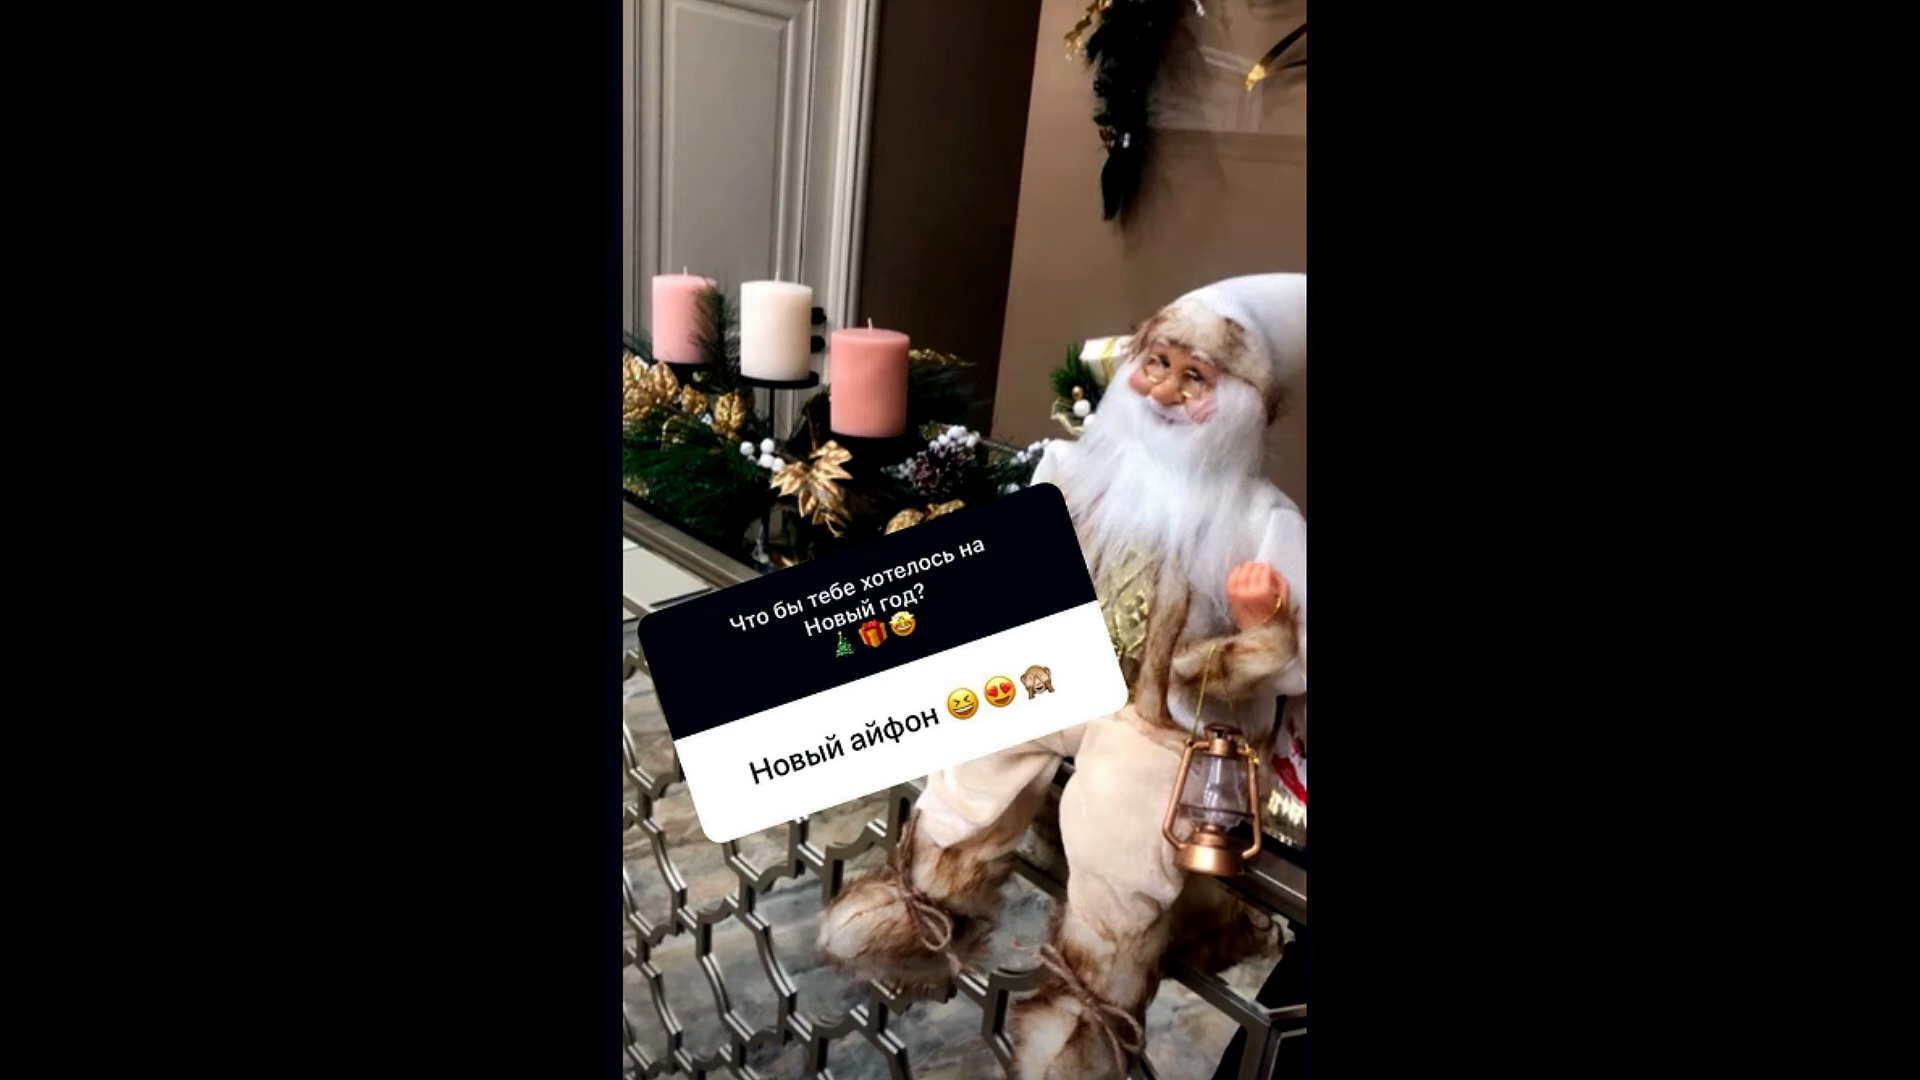 Что бы тебе хотелось на
Новый год?
🎄🎁🤩
Новый айфон 😆😍🙈